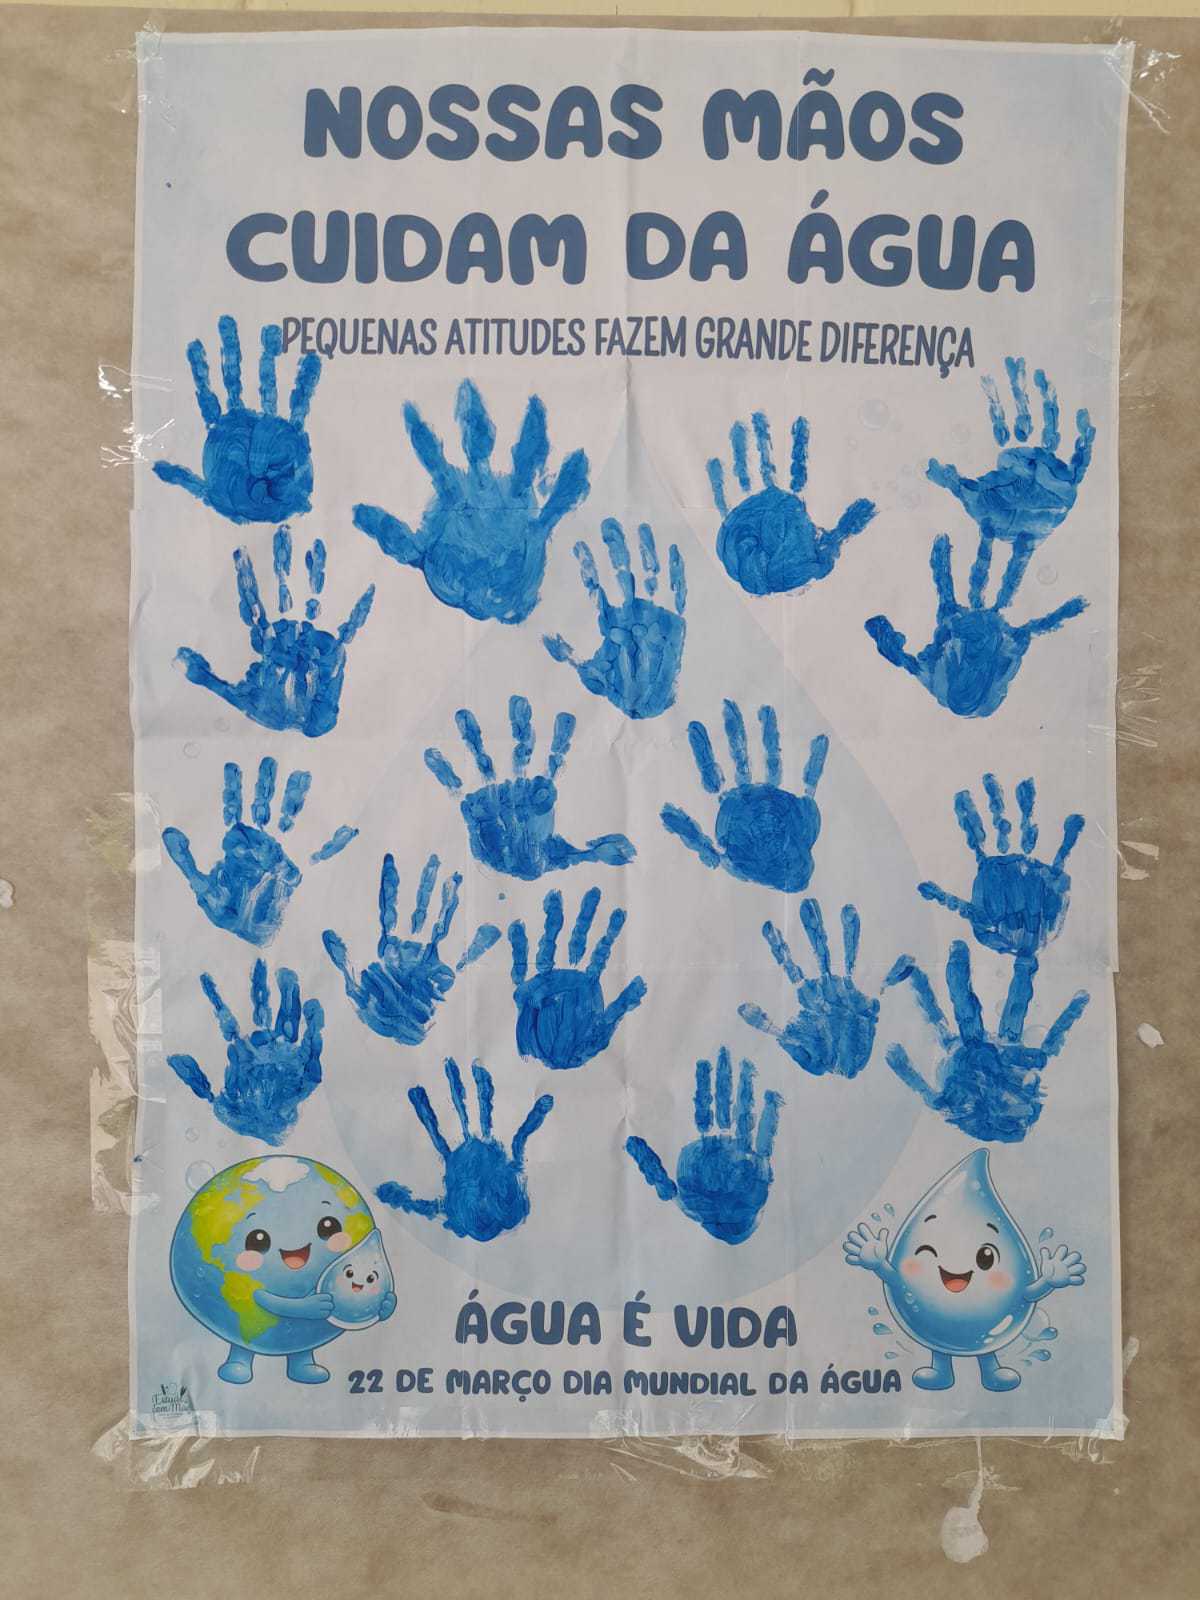 NOSSAS MÃOS
CUIDAM DA ÁGUA
PEQUENAS ATITUDES FAZEM GRANDE DIFERENÇA
ÁGUA É VIDA
22 DE MARÇO DIA MUNDIAL DA ÁGUA